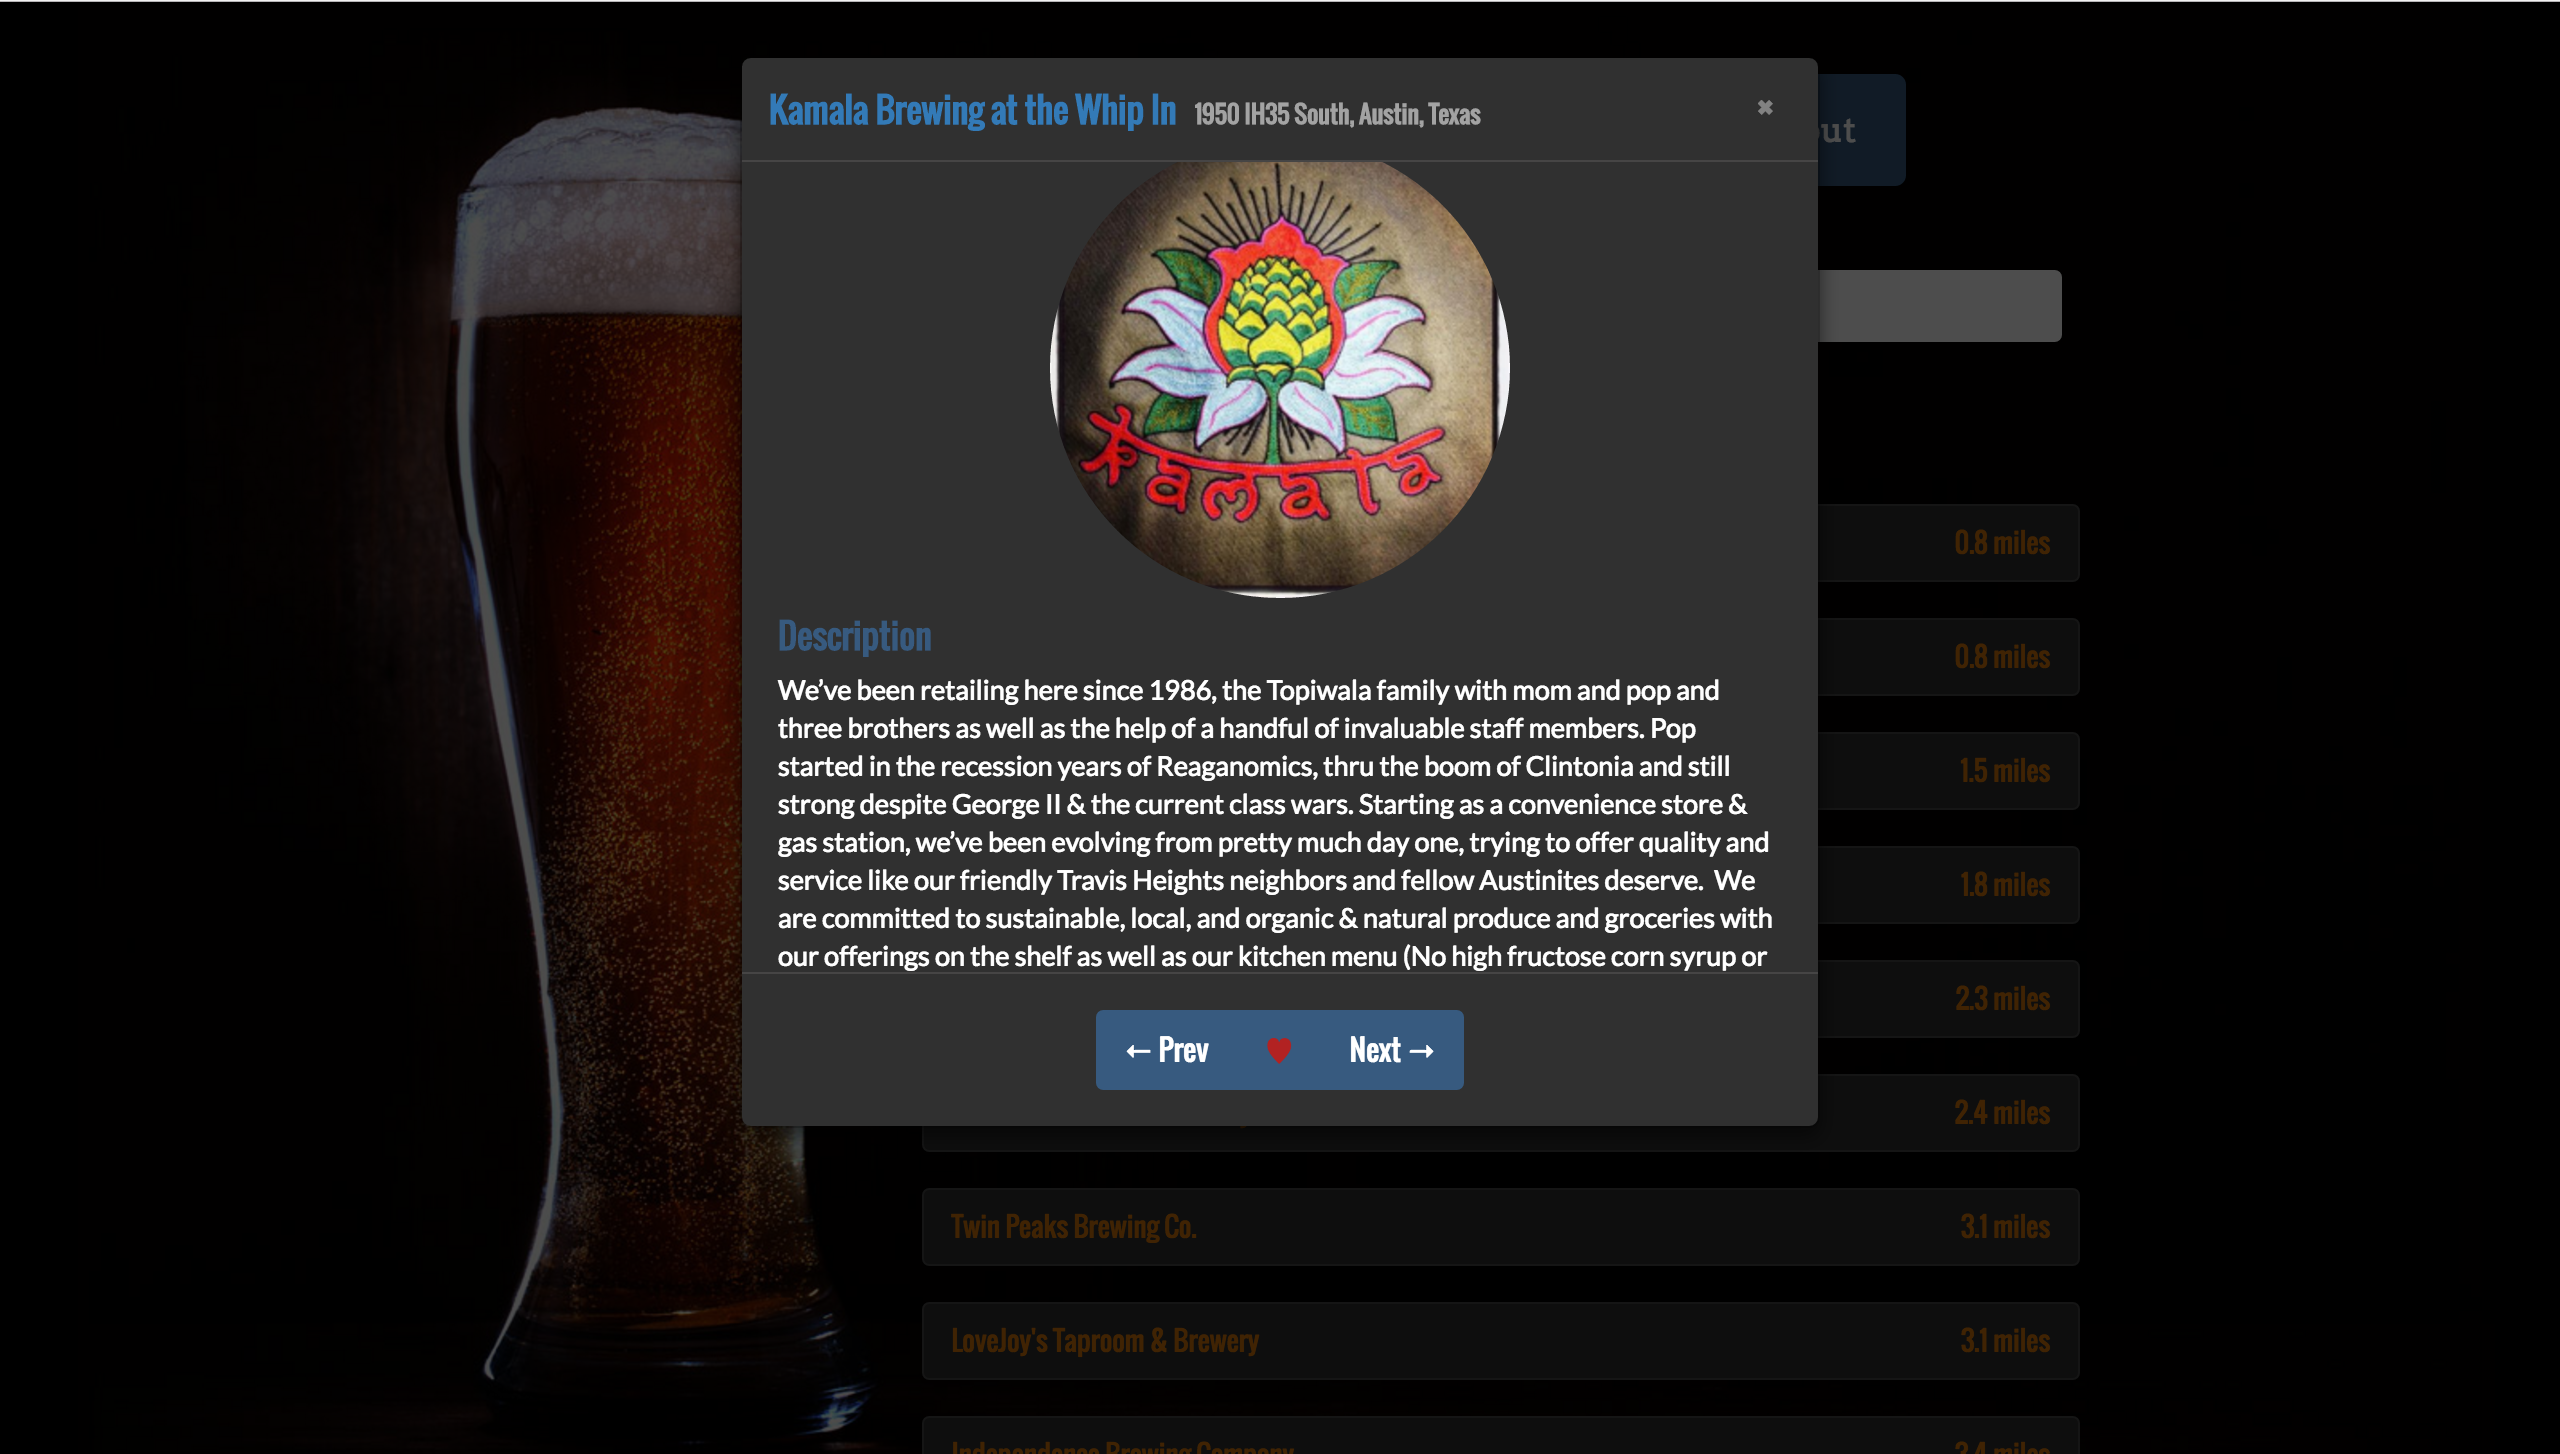 Kamala Brewing at the Whip In 1950 IH35 South, Austin, Texas
✖
kamala
Description
We’ve been retailing here since 1986, the Topiwala family with mom and pop and
three brothers as well as the help of a handful of invaluable staff members. Pop
started in the recession years of Reaganomics, thru the boom of Clintonia and still
strong despite George II & the current class wars. Starting as a convenience store &
gas station, we’ve been evolving from pretty much day one, trying to offer quality and
service like our friendly Travis Heights neighbors and fellow Austinites deserve.  We
are committed to sustainable, local, and organic & natural produce and groceries with
our offerings on the shelf as well as our kitchen menu (No high fructose corn syrup or
← Prev ♥ Next →
out
0.8 miles
0.8 miles
1.5 miles
1.8 miles
2.3 miles
2.4 miles
Twin Peaks Brewing Co. 3.1 miles
LoveJoy's Taproom & Brewery 3.1 miles
Independence Brewing Company 3.4 miles